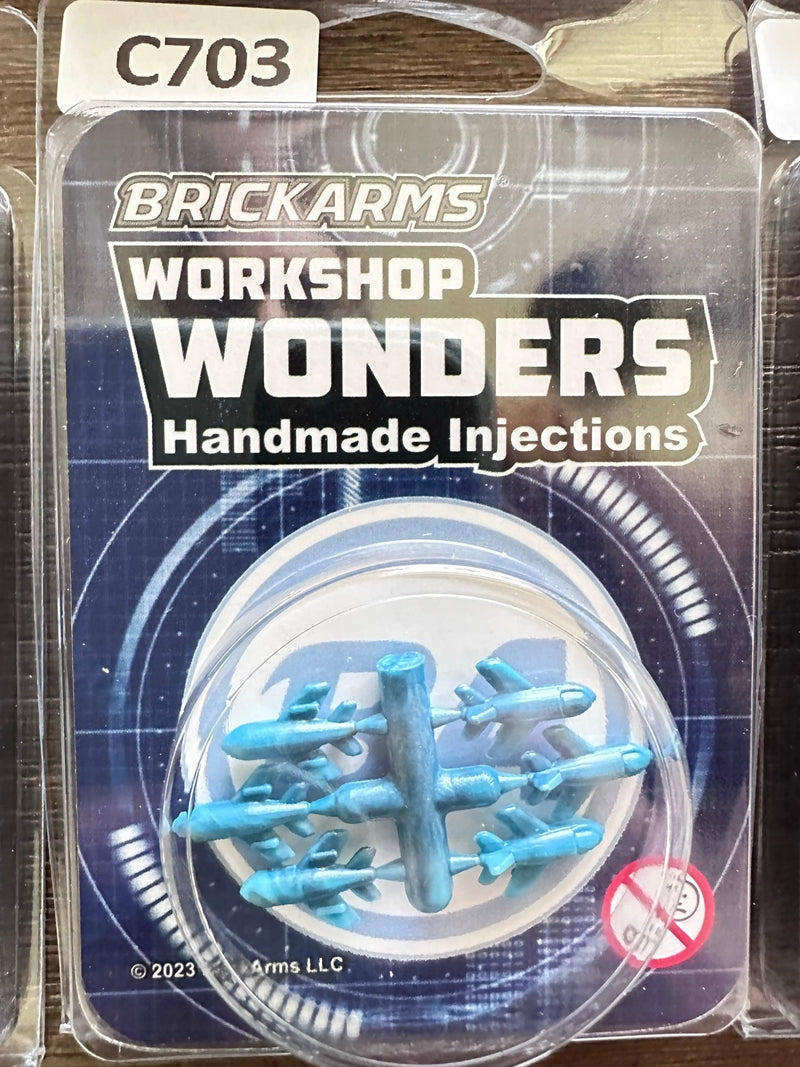 C703
BRICKARMS®
WORKSHOP
WONDERS
Handmade Injections
© 2023 Arms LLC